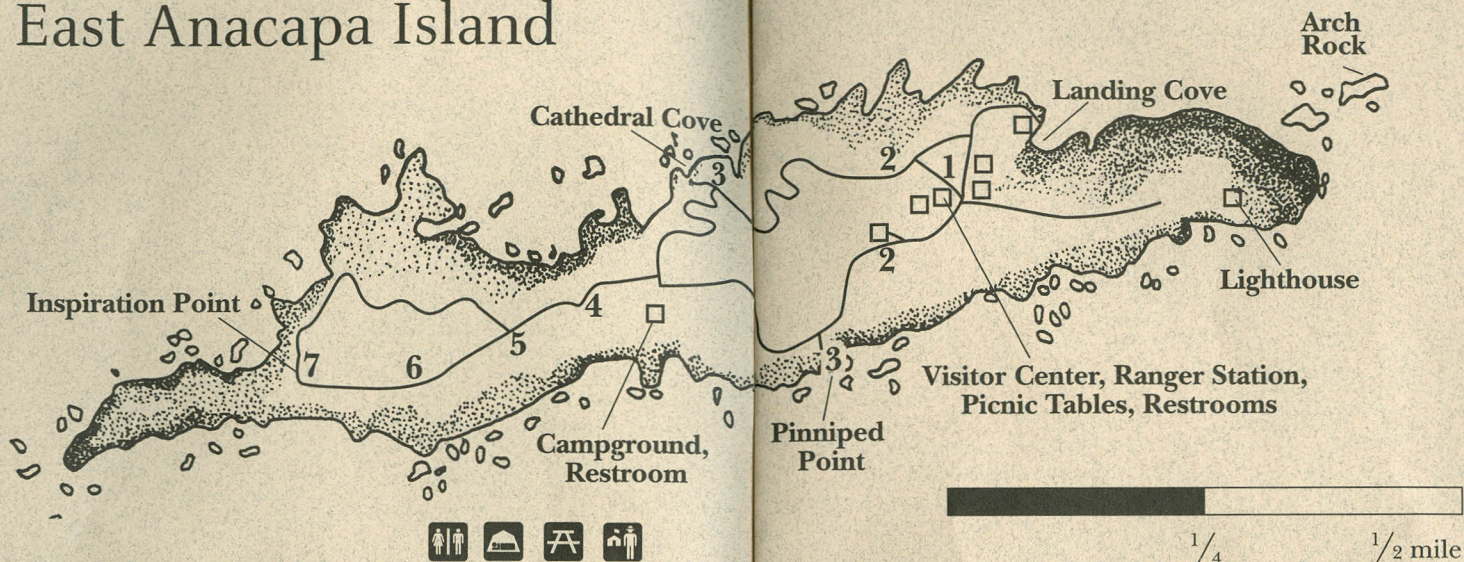 East Anacapa Island
Arch
Rock
Landing Cove
Cathedral Cove
3
2
1
2
Lighthouse
Inspiration Point
4
5
7
6
3
Visitor Center, Ranger Station,
Picnic Tables, Restrooms
Pinniped
Point
Campground,
Restroom
1/4
1/2 mile